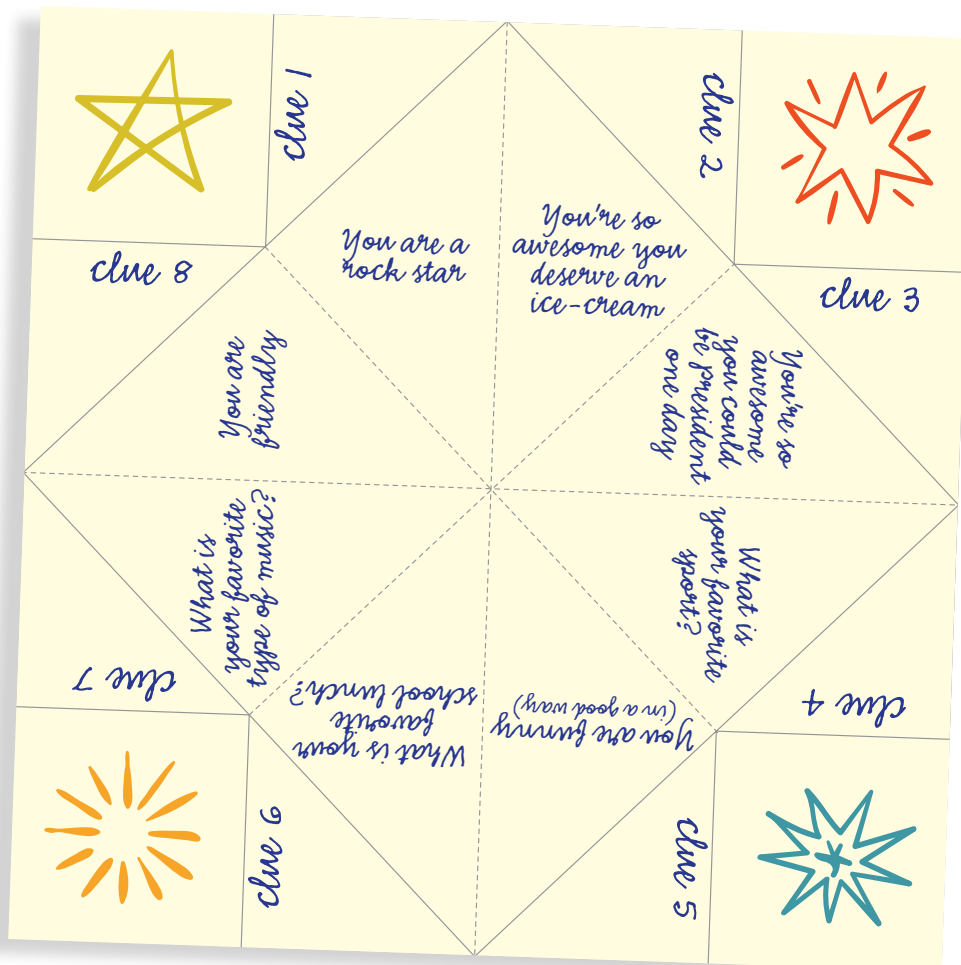 clue 1
clue 2
You are a
rock star
You're so
awesome you
deserve an
ice-cream
clue 8
clue 3
You are
friendly
You're so
awesome
you could
be president
one day
What is
your favorite
type of music?
What is
your favorite
sport?
clue 7
What is your
favorite
school lunch?
You are funny
(in a good way)
clue 4
clue 6
clue 5